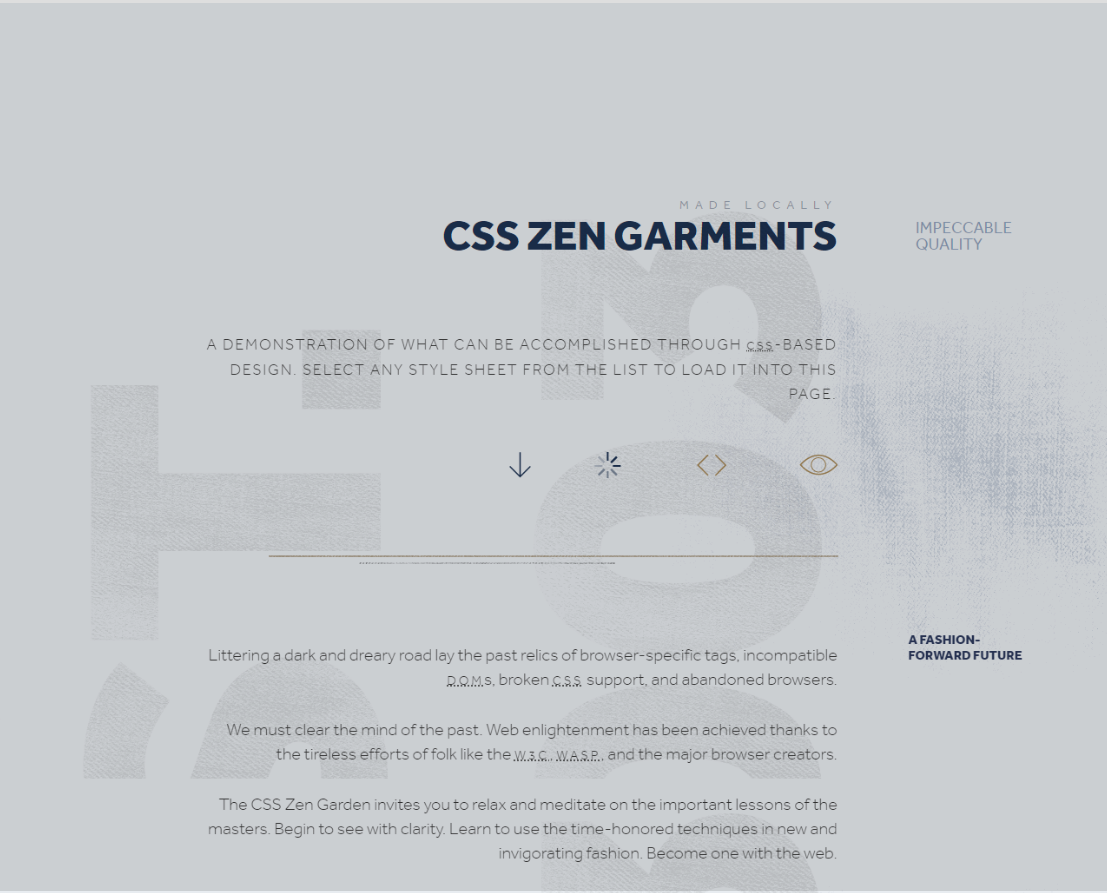 MADE LOCALLY
CSS ZEN GARMENTS
IMPECCABLE
QUALITY
A DEMONSTRATION OF WHAT CAN BE ACCOMPLISHED THROUGH css-BASED
DESIGN. SELECT ANY STYLE SHEET FROM THE LIST TO LOAD IT INTO THIS
PAGE.
A FASHION-
FORWARD FUTURE
Littering a dark and dreary road lay the past relics of browser-specific tags, incompatible
DOMs, broken CSS support, and abandoned browsers.
We must clear the mind of the past. Web enlightenment has been achieved thanks to
the tireless efforts of folk like the W3C, WASP, and the major browser creators.
The CSS Zen Garden invites you to relax and meditate on the important lessons of the
masters. Begin to see with clarity. Learn to use the time-honored techniques in new and
invigorating fashion. Become one with the web.